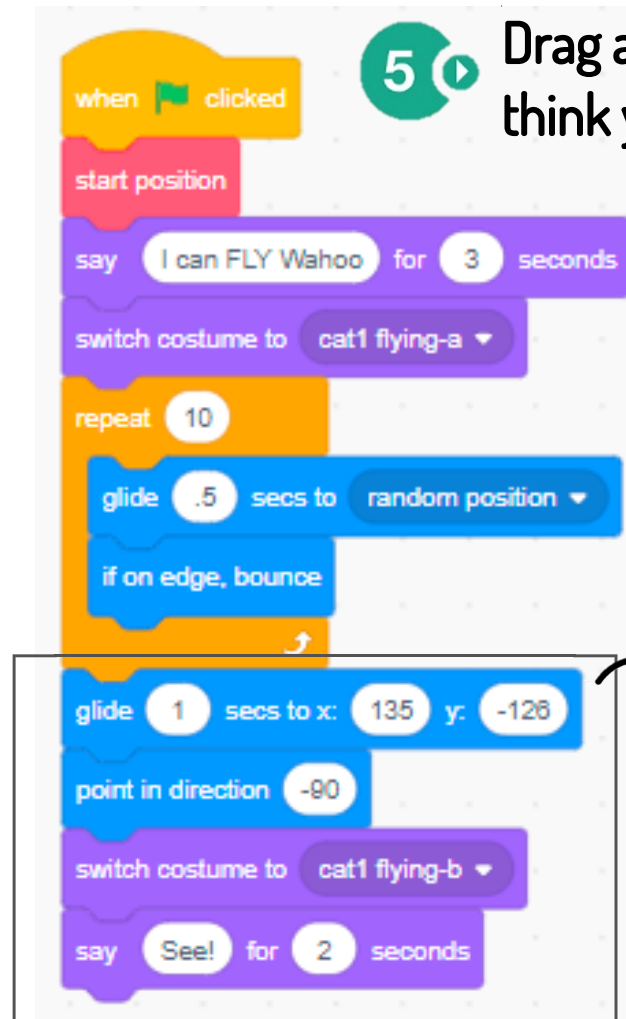 5 Drag a
think y
when clicked
start position
say I can FLY Wahoo for 3 seconds
switch costume to cat1 flying-a
repeat 10
glide .5 secs to random position
if on edge, bounce
glide 1 secs to x: 135 y: -126
point in direction -90
switch costume to cat1 flying-b
say See! for 2 seconds